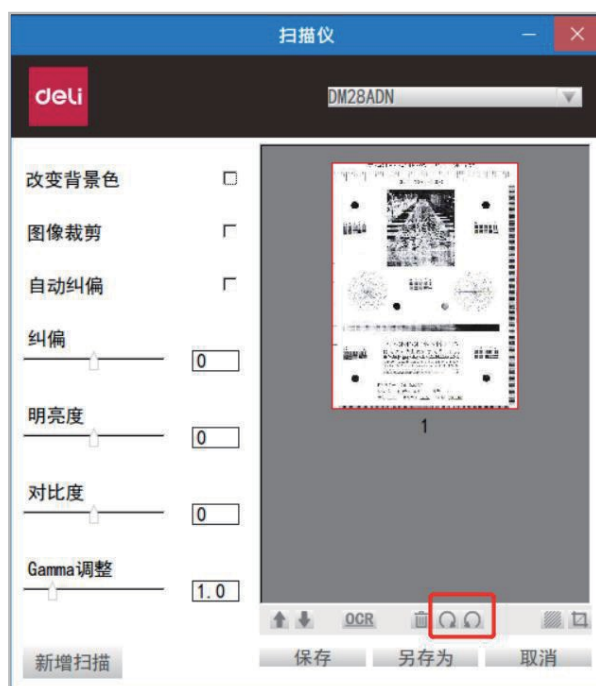 扫描仪
deli
DM28ADN
改变背景色
图像裁剪
自动纠偏
纠偏
0
明亮度
0
对比度
0
Gamma调整
1.0
1
OCR
新增扫描
保存
另存为
取消